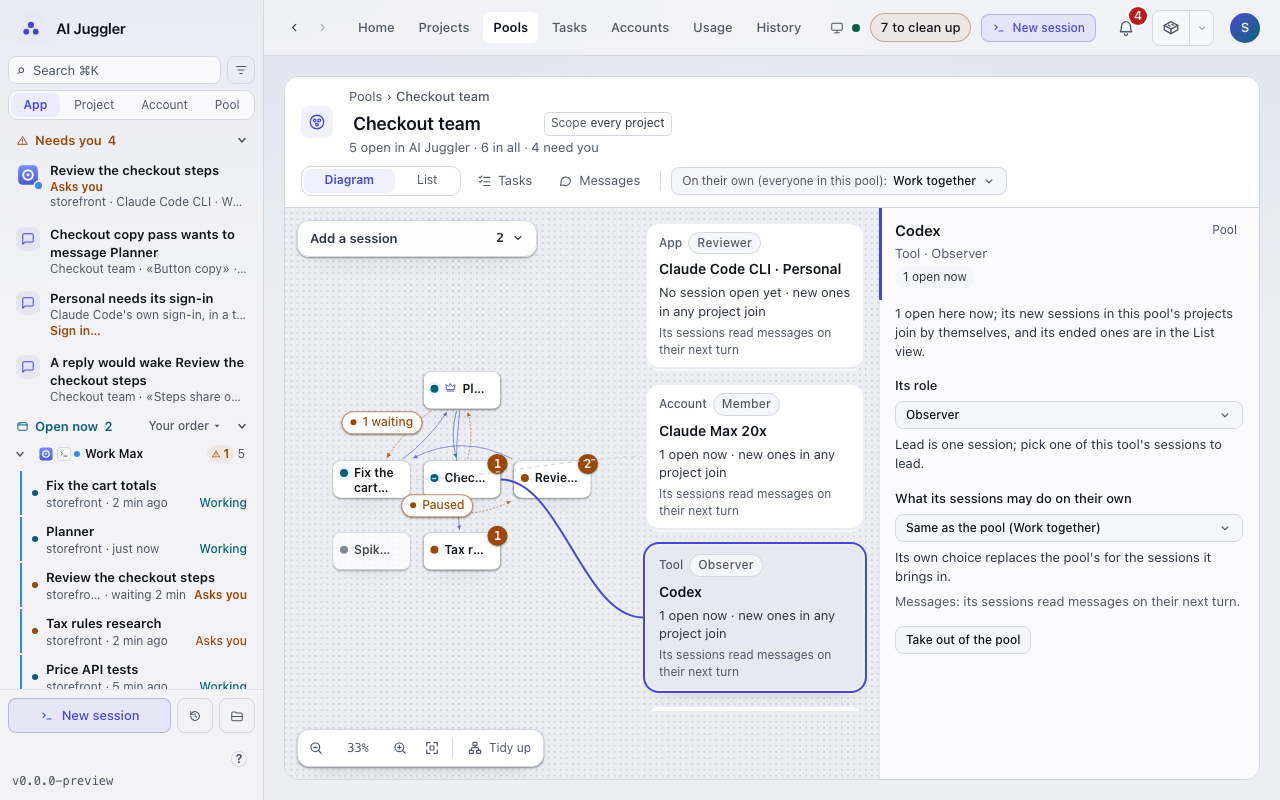 AI Juggler
Search ⌘K
App
Project
Account
Pool
Needs you 4
Review the checkout steps
Asks you
storefront · Claude Code CLI · W…
Checkout copy pass wants to
message Planner
Checkout team · «Button copy» ·…
Personal needs its sign-in
Claude Code's own sign-in, in a t…
Sign in…
A reply would wake Review the
checkout steps
Checkout team · «Steps share o…
Open now 2
Your order
Work Max
1
5
Fix the cart totals
storefront · 2 min ago
Working
Planner
storefront · just now
Working
Review the checkout steps
storefro… · waiting 2 min
Asks you
Tax rules research
storefront · 2 min ago
Asks you
Price API tests
storefront · 5 min ago
Working
New session
?
v0.0.0-preview
Home
Projects
Pools
Tasks
Accounts
Usage
History
7 to clean up
New session
4
S
Pools › Checkout team
Checkout team
Scope every project
5 open in AI Juggler · 6 in all · 4 need you
Diagram
List
Tasks
Messages
On their own (everyone in this pool): Work together
Add a session
2
Pl…
1 waiting
Fix the
cart…
Chec…
1
Revie…
2
Paused
Spik…
Tax r…
1
App
Reviewer
Claude Code CLI · Personal
No session open yet · new ones
in any project join
Its sessions read messages on
their next turn
Account
Member
Claude Max 20x
1 open now · new ones in any
project join
Its sessions read messages on
their next turn
Tool
Observer
Codex
1 open now · new ones in any
project join
Its sessions read messages on
their next turn
33%
Tidy up
Codex
Pool
Tool · Observer
1 open now
1 open here now; its new sessions in this pool's projects
join by themselves, and its ended ones are in the List
view.
Its role
Observer
Lead is one session; pick one of this tool's sessions to
lead.
What its sessions may do on their own
Same as the pool (Work together)
Its own choice replaces the pool's for the sessions it
brings in.
Messages: its sessions read messages on their next turn.
Take out of the pool